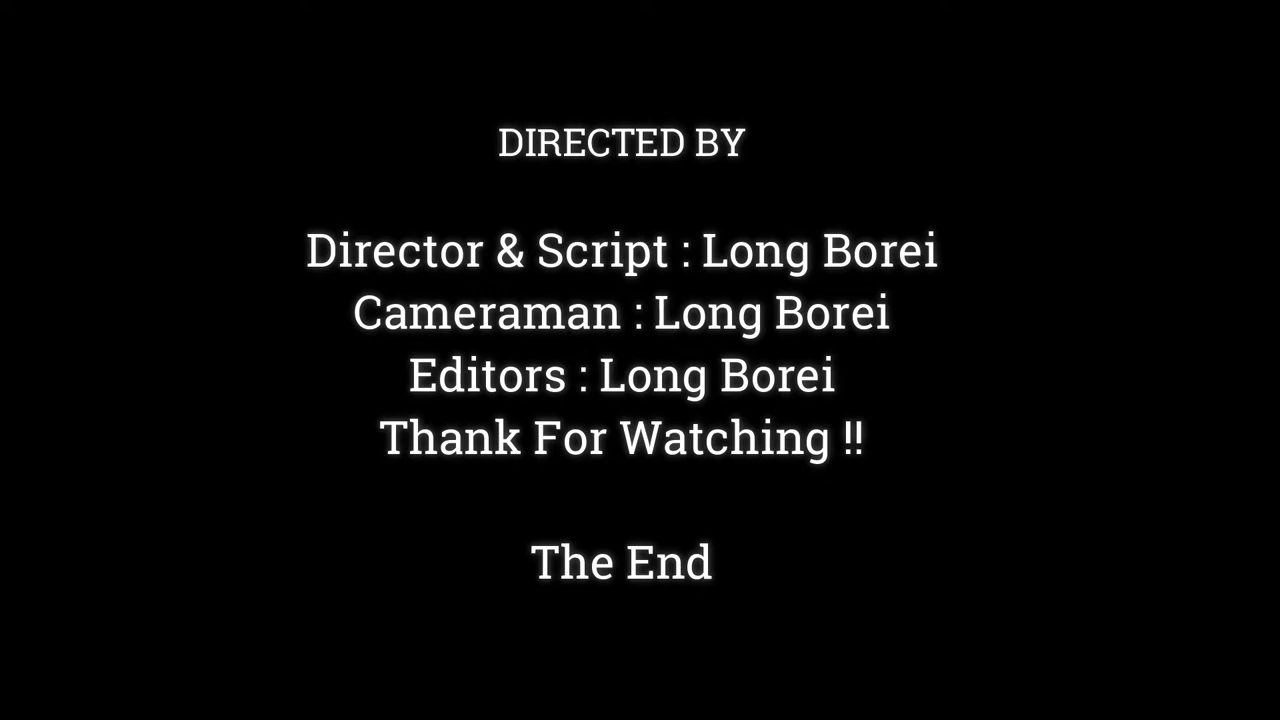 DIRECTED BY
Director & Script : Long Borei
Cameraman : Long Borei
Editors : Long Borei
Thank For Watching !!
The End